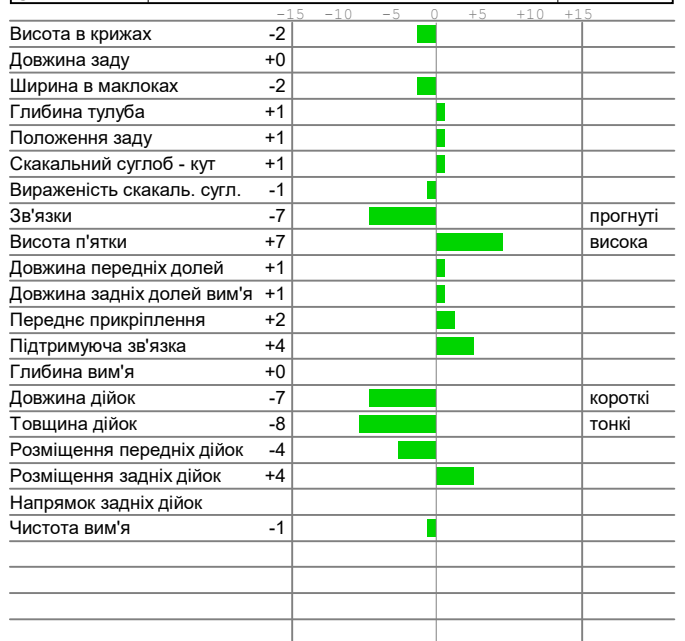 -15 -10 -5 0 +5 +10 +15
Висота в крижах -2
Довжина заду +0
Ширина в маклоках -2
Глибина тулуба +1
Положення заду +1
Скакальний суглоб - кут +1
Вираженість скакаль. сугл. -1
Зв'язки -7 прогнуті
Висота п'ятки +7 висока
Довжина передніх долей +1
Довжина задніх долей вим'я +1
Переднє прикріплення +2
Підтримуюча зв'язка +4
Глибина вим'я +0
Довжина дійок -7 короткі
Товщина дійок -8 тонкі
Розміщення передніх дійок -4
Розміщення задніх дійок +4
Напрямок задніх дійок
Чистота вим'я -1